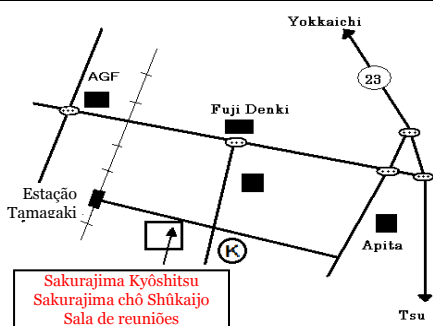 Yokkaichi
AGF
23
Fuji Denki
Estação
Tamagaki
K
Apita
Sakurajima Kyôshitsu
Sakurajima chô Shûkaijo
Sala de reuniões
Tsu